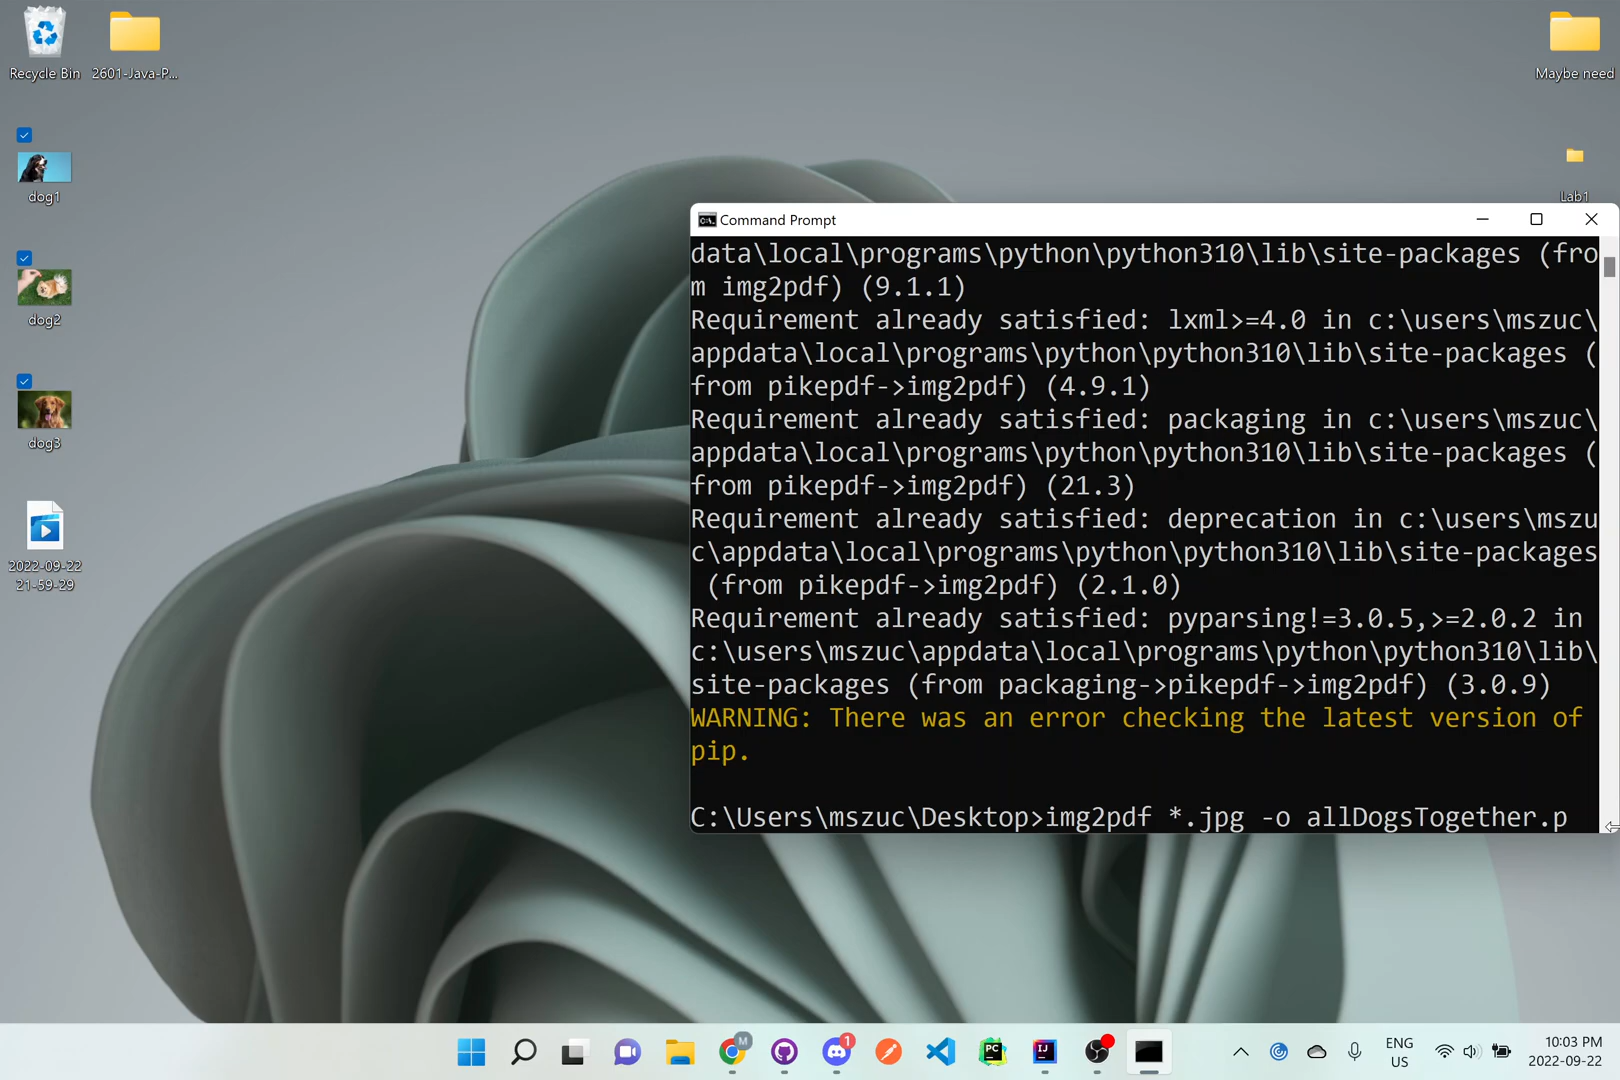 Recycle Bin
2601-Java-P...
Maybe need
dog1
Lab1
dog2
dog3
2022-09-22
21-59-29
Command Prompt
data\local\programs\python\python310\lib\site-packages (fro
m img2pdf) (9.1.1)
Requirement already satisfied: lxml>=4.0 in c:\users\mszuc\
appdata\local\programs\python\python310\lib\site-packages (
from pikepdf->img2pdf) (4.9.1)
Requirement already satisfied: packaging in c:\users\mszuc\
appdata\local\programs\python\python310\lib\site-packages (
from pikepdf->img2pdf) (21.3)
Requirement already satisfied: deprecation in c:\users\mszu
c\appdata\local\programs\python\python310\lib\site-packages
(from pikepdf->img2pdf) (2.1.0)
Requirement already satisfied: pyparsing!=3.0.5,>=2.0.2 in
c:\users\mszuc\appdata\local\programs\python\python310\lib\
site-packages (from packaging->pikepdf->img2pdf) (3.0.9)
WARNING: There was an error checking the latest version of
pip.
C:\Users\mszuc\Desktop>img2pdf *.jpg -o allDogsTogether.p
M
1
PC
IJ
ENG
US
10:03 PM
2022-09-22